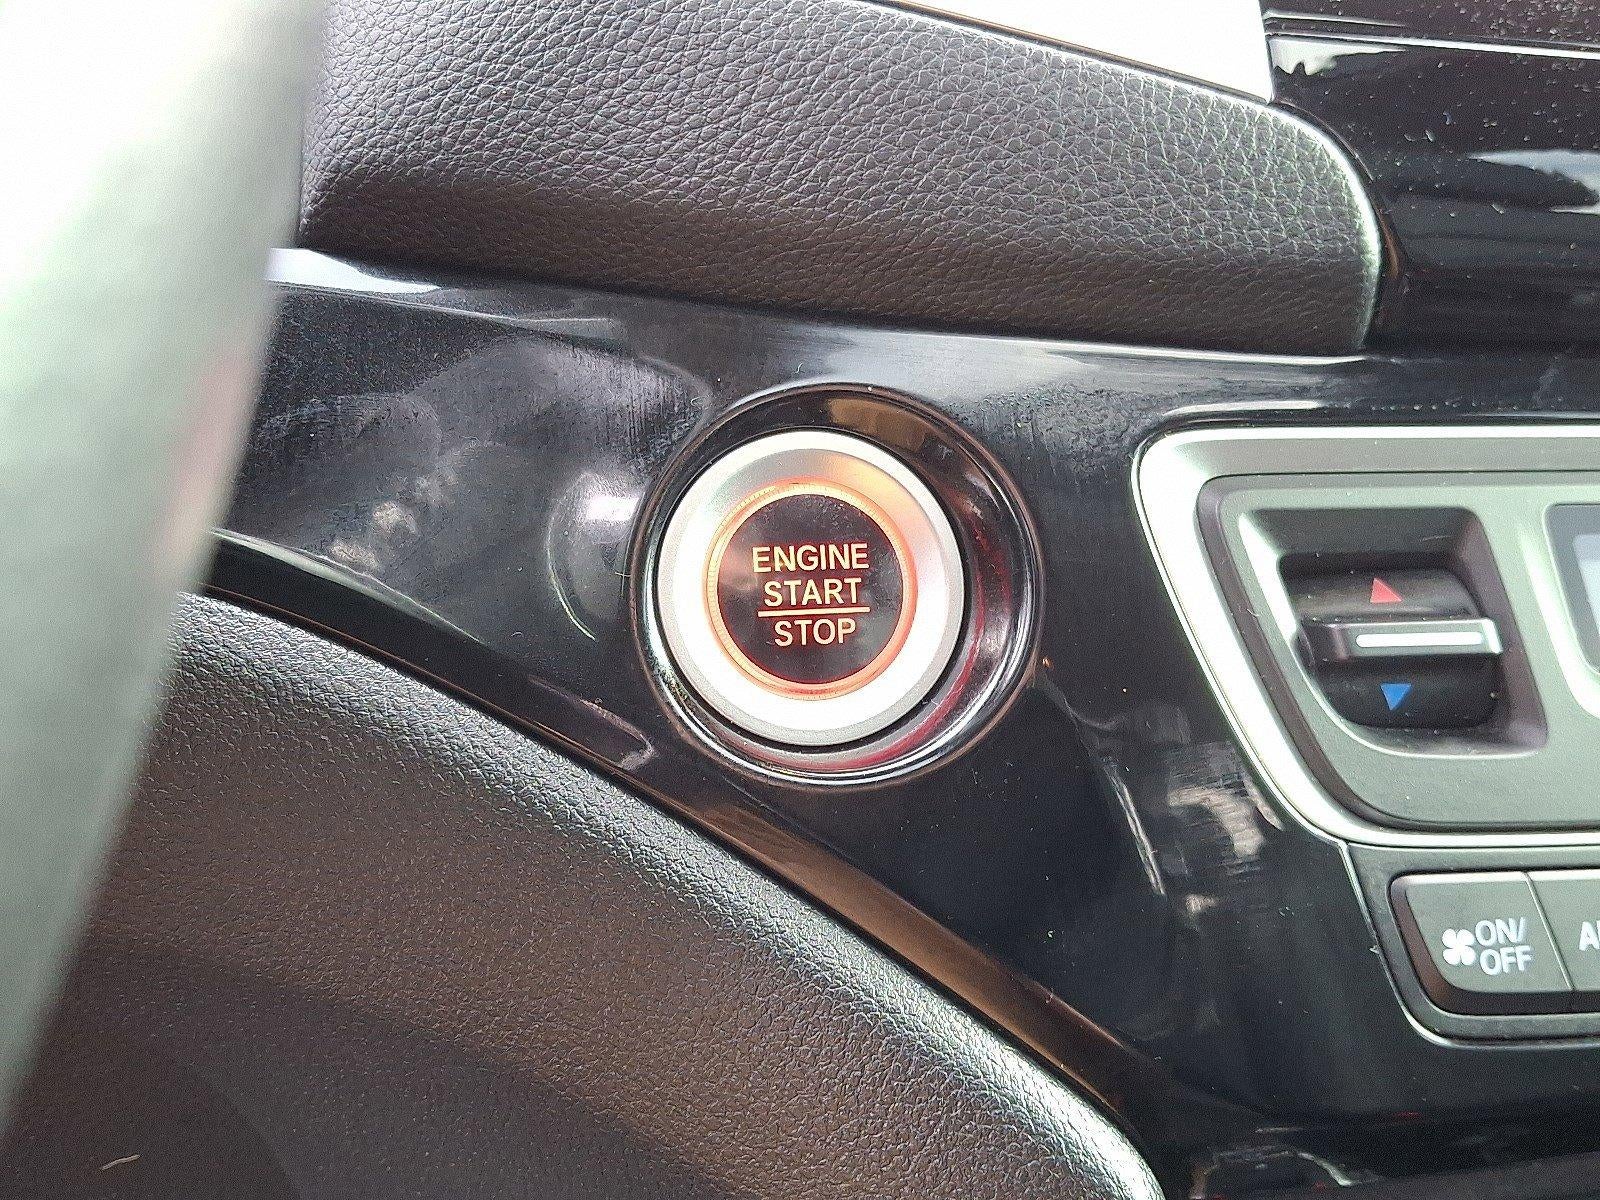 ENGINE
START
STOP
ON/
OFF